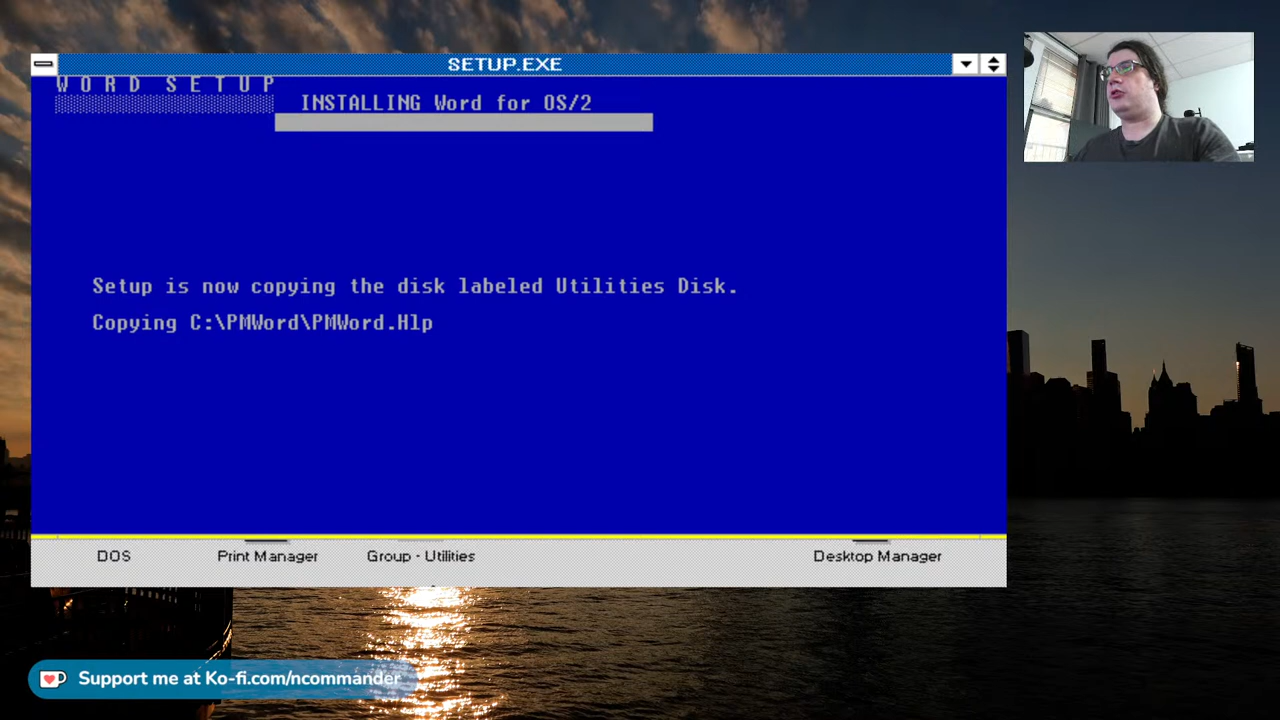 SETUP.EXE
WORD SETUP
INSTALLING Word for OS/2
Setup is now copying the disk labeled Utilities Disk.
Copying C:\PMWord\PMWord.Hlp
DOS
Print Manager
Group - Utilities
Desktop Manager
Support me at Ko-fi.com/ncommander